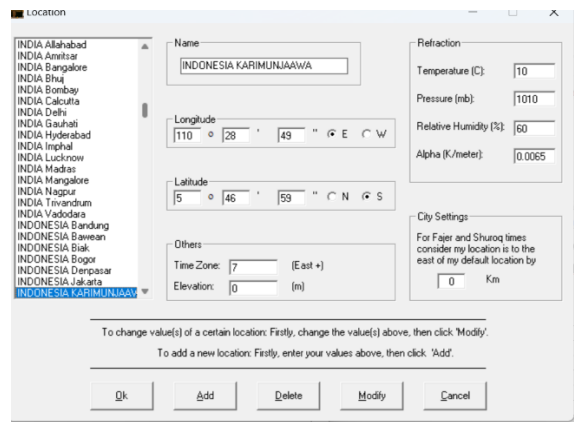 Location
INDIA Allahabad
INDIA Amritsar
INDIA Bangalore
INDIA Bhuj
INDIA Bombay
INDIA Calcutta
INDIA Delhi
INDIA Gauhati
INDIA Hyderabad
INDIA Imphal
INDIA Lucknow
INDIA Madras
INDIA Mangalore
INDIA Nagpur
INDIA Trivandrum
INDIA Vadodara
INDONESIA Bandung
INDONESIA Bawean
INDONESIA Biak
INDONESIA Bogor
INDONESIA Denpasar
INDONESIA Jakarta
INDONESIA KARIMUNJAAV
Name
INDONESIA KARIMUNJAAWA
Longitude
110 o 28 ' 49 " E W
Latitude
5 o 46 ' 59 " N S
Others
Time Zone: 7 (East +)
Elevation: 0 (m)
Refraction
Temperature (C): 10
Pressure (mb): 1010
Relative Humidity (%): 60
Alpha (K/meter): 0.0065
City Settings
For Fajer and Shuroq times
consider my location is to the
east of my default location by
0 Km
To change value(s) of a certain location: Firstly, change the value(s) above, then click 'Modify'.
To add a new location: Firstly, enter your values above, then click 'Add'.
Ok Add Delete Modify Cancel